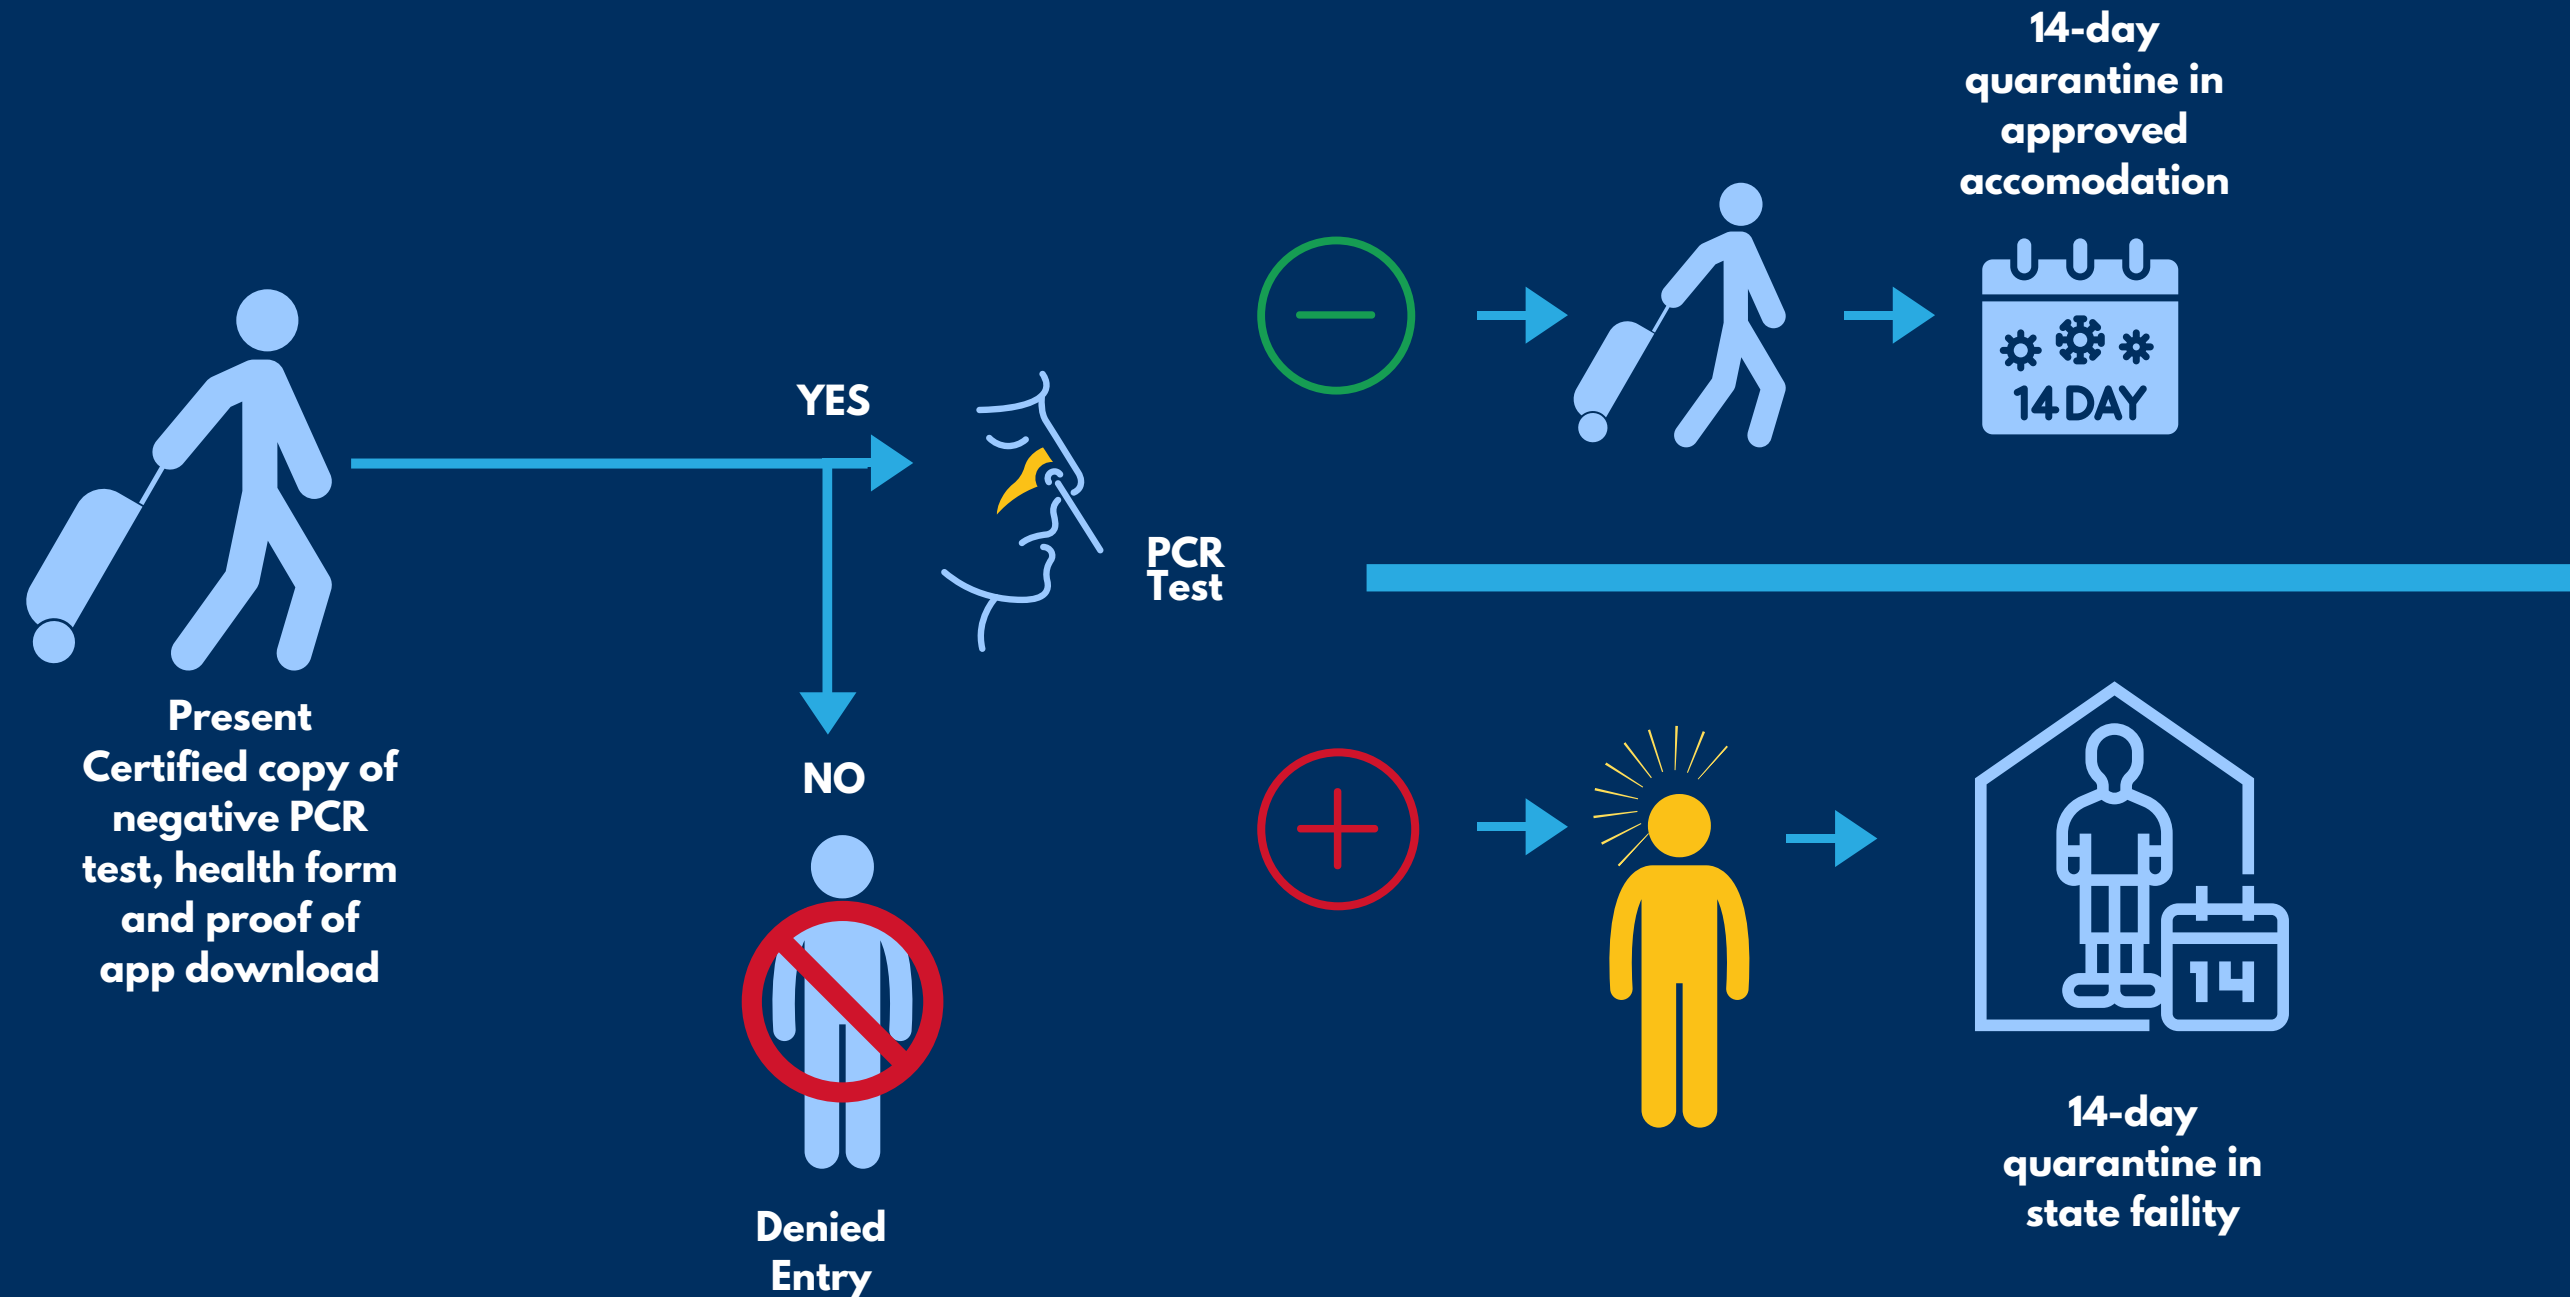 Present
Certified copy of
negative PCR
test, health form
and proof of
app download
YES
NO
Denied
Entry
PCR
Test
14-day
quarantine in
approved
accomodation
14 DAY
14
14-day
quarantine in
state faility